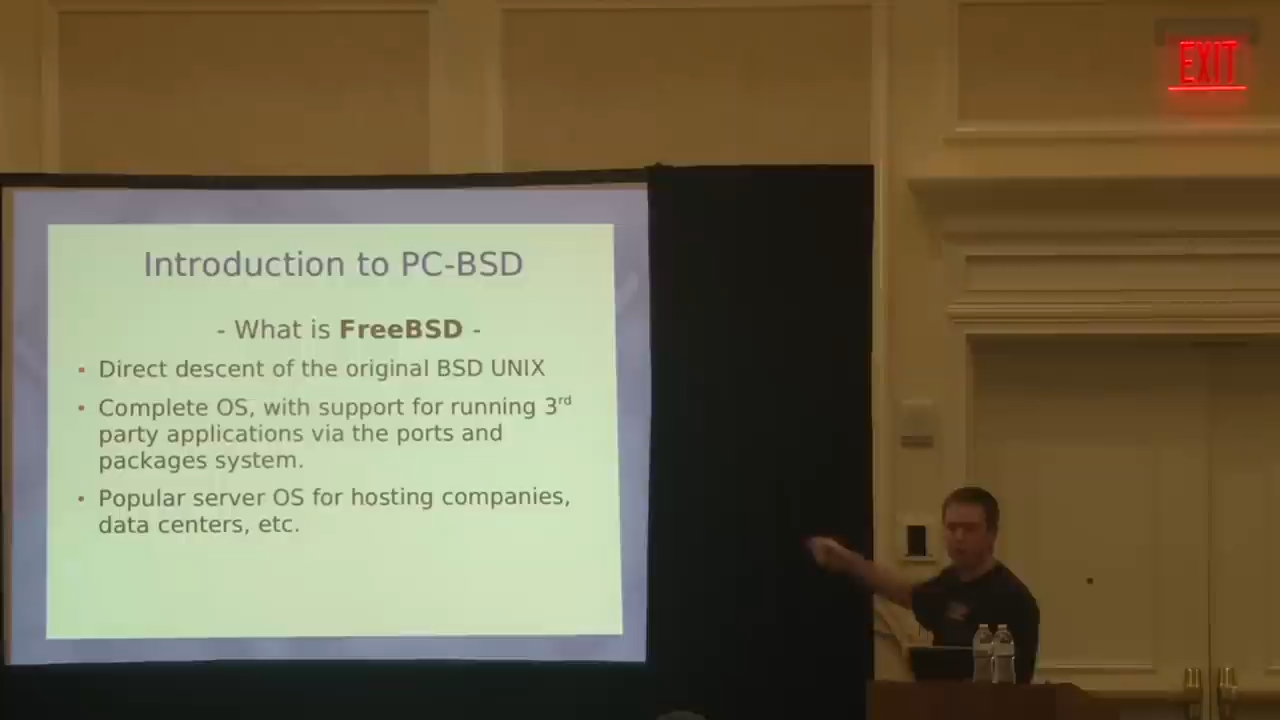 EXIT
Introduction to PC-BSD
- What is FreeBSD -
• Direct descent of the original BSD UNIX
• Complete OS, with support for running 3rd
party applications via the ports and
packages system.
• Popular server OS for hosting companies,
data centers, etc.